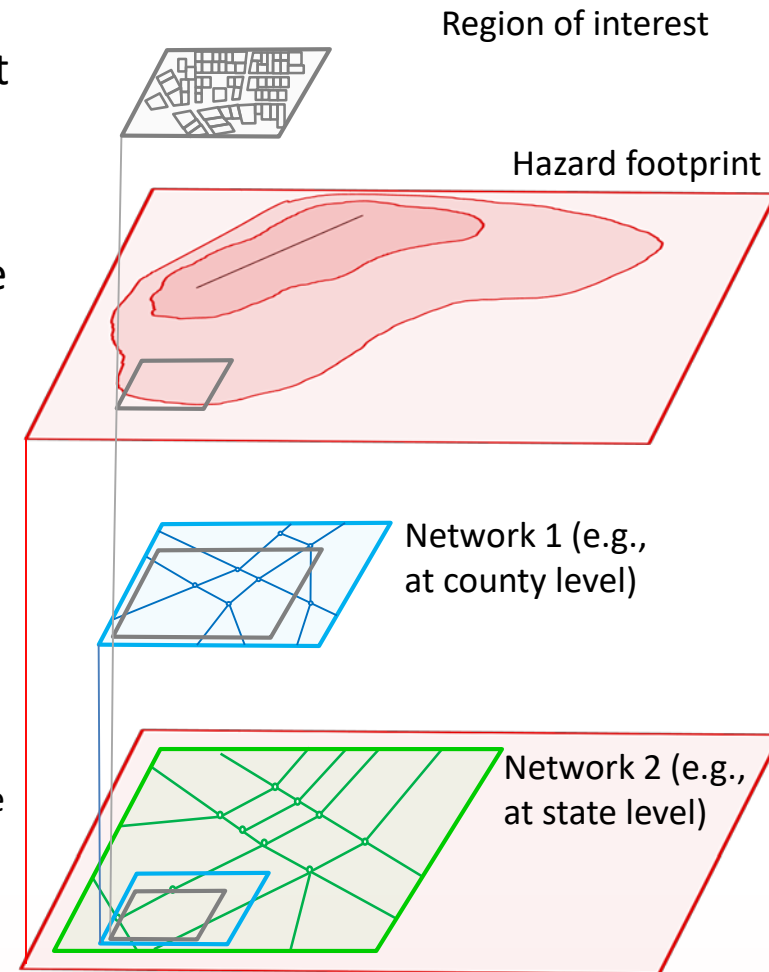 Region of interest
Hazard footprint
Network 1 (e.g.,
at county level)
Network 2 (e.g.,
at state level)